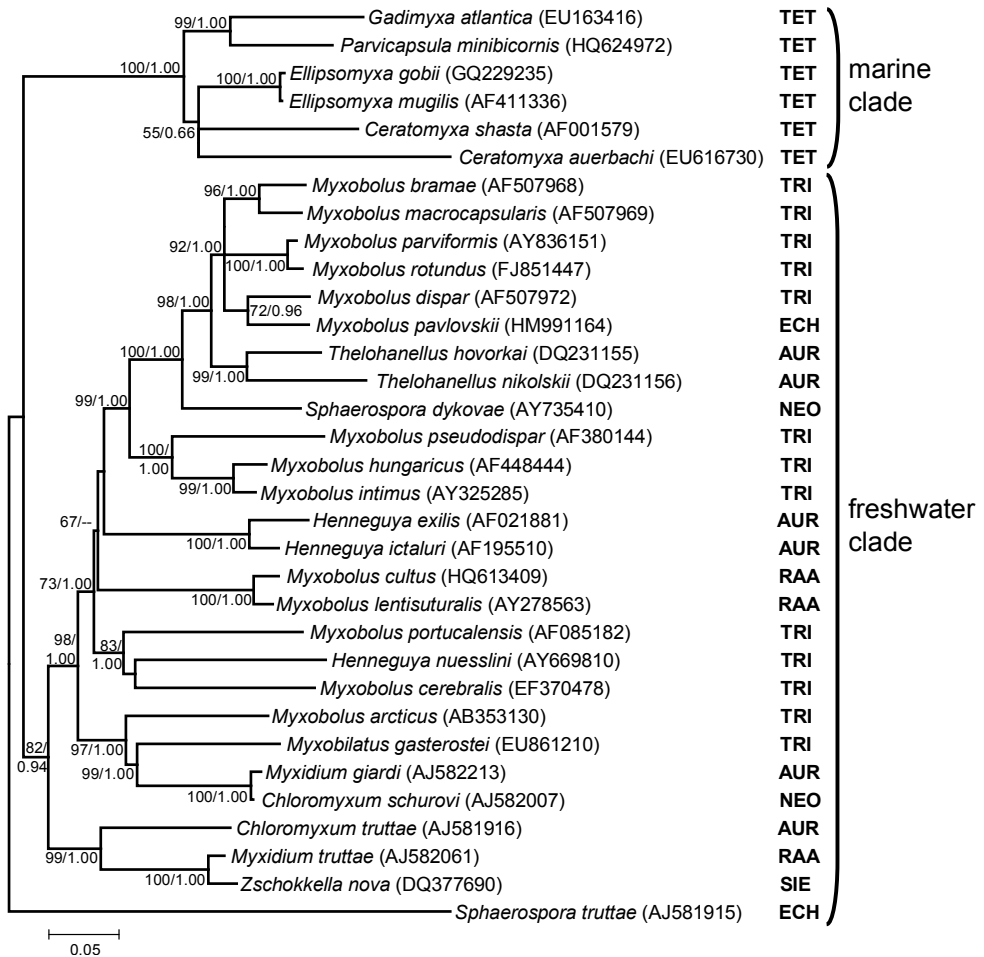 Gadimyxa atlantica (EU163416) TET
99/1.00
Parvicapsula minibicornis (HQ624972) TET
100/1.00
Ellipsomyxa gobii (GQ229235) TET
100/1.00
Ellipsomyxa mugilis (AF411336) TET
55/0.66
Ceratomyxa shasta (AF001579) TET
Ceratomyxa auerbachi (EU616730) TET
marine
clade
Myxobolus bramae (AF507968) TRI
96/1.00
Myxobolus macrocapsularis (AF507969) TRI
92/1.00
Myxobolus parviformis (AY836151) TRI
100/1.00
Myxobolus rotundus (FJ851447) TRI
98/1.00
Myxobolus dispar (AF507972) TRI
72/0.96
Myxobolus pavlovskii (HM991164) ECH
100/1.00
Thelohanellus hovorkai (DQ231155) AUR
99/1.00
Thelohanellus nikolskii (DQ231156) AUR
99/1.00
Sphaerospora dykovae (AY735410) NEO
Myxobolus pseudodispar (AF380144) TRI
100/
1.00
Myxobolus hungaricus (AF448444) TRI
99/1.00
Myxobolus intimus (AY325285) TRI
67/--
Henneguya exilis (AF021881) AUR
100/1.00
Henneguya ictaluri (AF195510) AUR
freshwater
clade
73/1.00
Myxobolus cultus (HQ613409) RAA
100/1.00
Myxobolus lentisuturalis (AY278563) RAA
98/
1.00
Myxobolus portucalensis (AF085182) TRI
83/
1.00
Henneguya nuesslini (AY669810) TRI
Myxobolus cerebralis (EF370478) TRI
Myxobolus arcticus (AB353130) TRI
97/1.00
82/
0.94
Myxobilatus gasterostei (EU861210) TRI
99/1.00
Myxidium giardi (AJ582213) AUR
100/1.00
Chloromyxum schurovi (AJ582007) NEO
Chloromyxum truttae (AJ581916) AUR
99/1.00
Myxidium truttae (AJ582061) RAA
100/1.00
Zschokkella nova (DQ377690) SIE
Sphaerospora truttae (AJ581915) ECH
0.05